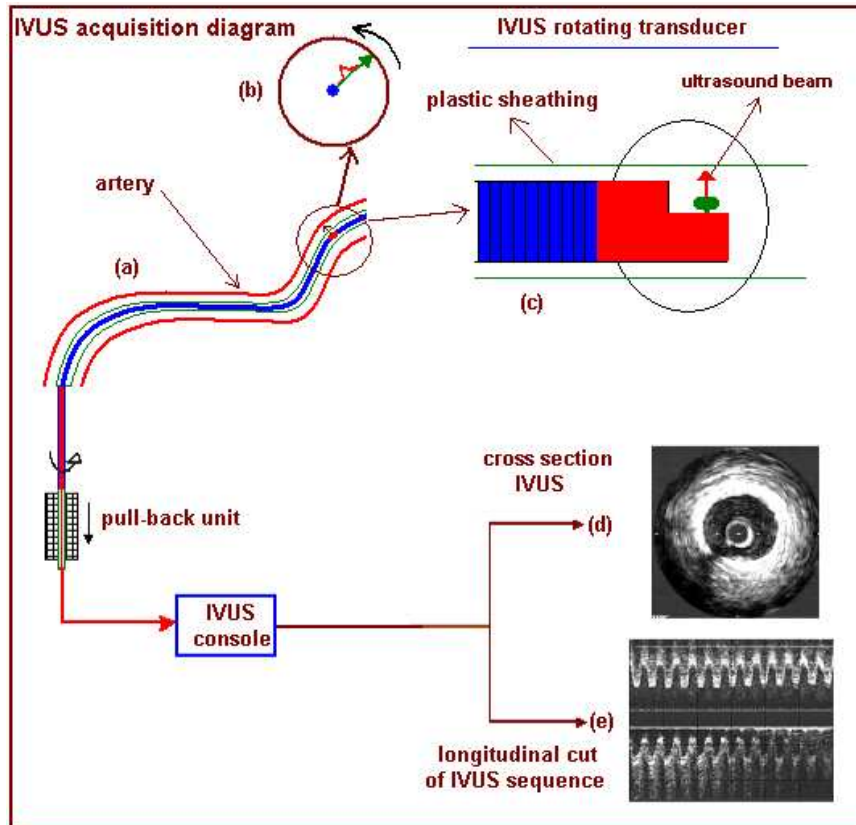 IVUS acquisition diagram
IVUS rotating transducer
(b)
ultrasound beam
plastic sheathing
artery
(a)
(c)
pull-back unit
cross section
IVUS
(d)
IVUS
console
(e)
longitudinal cut
of IVUS sequence